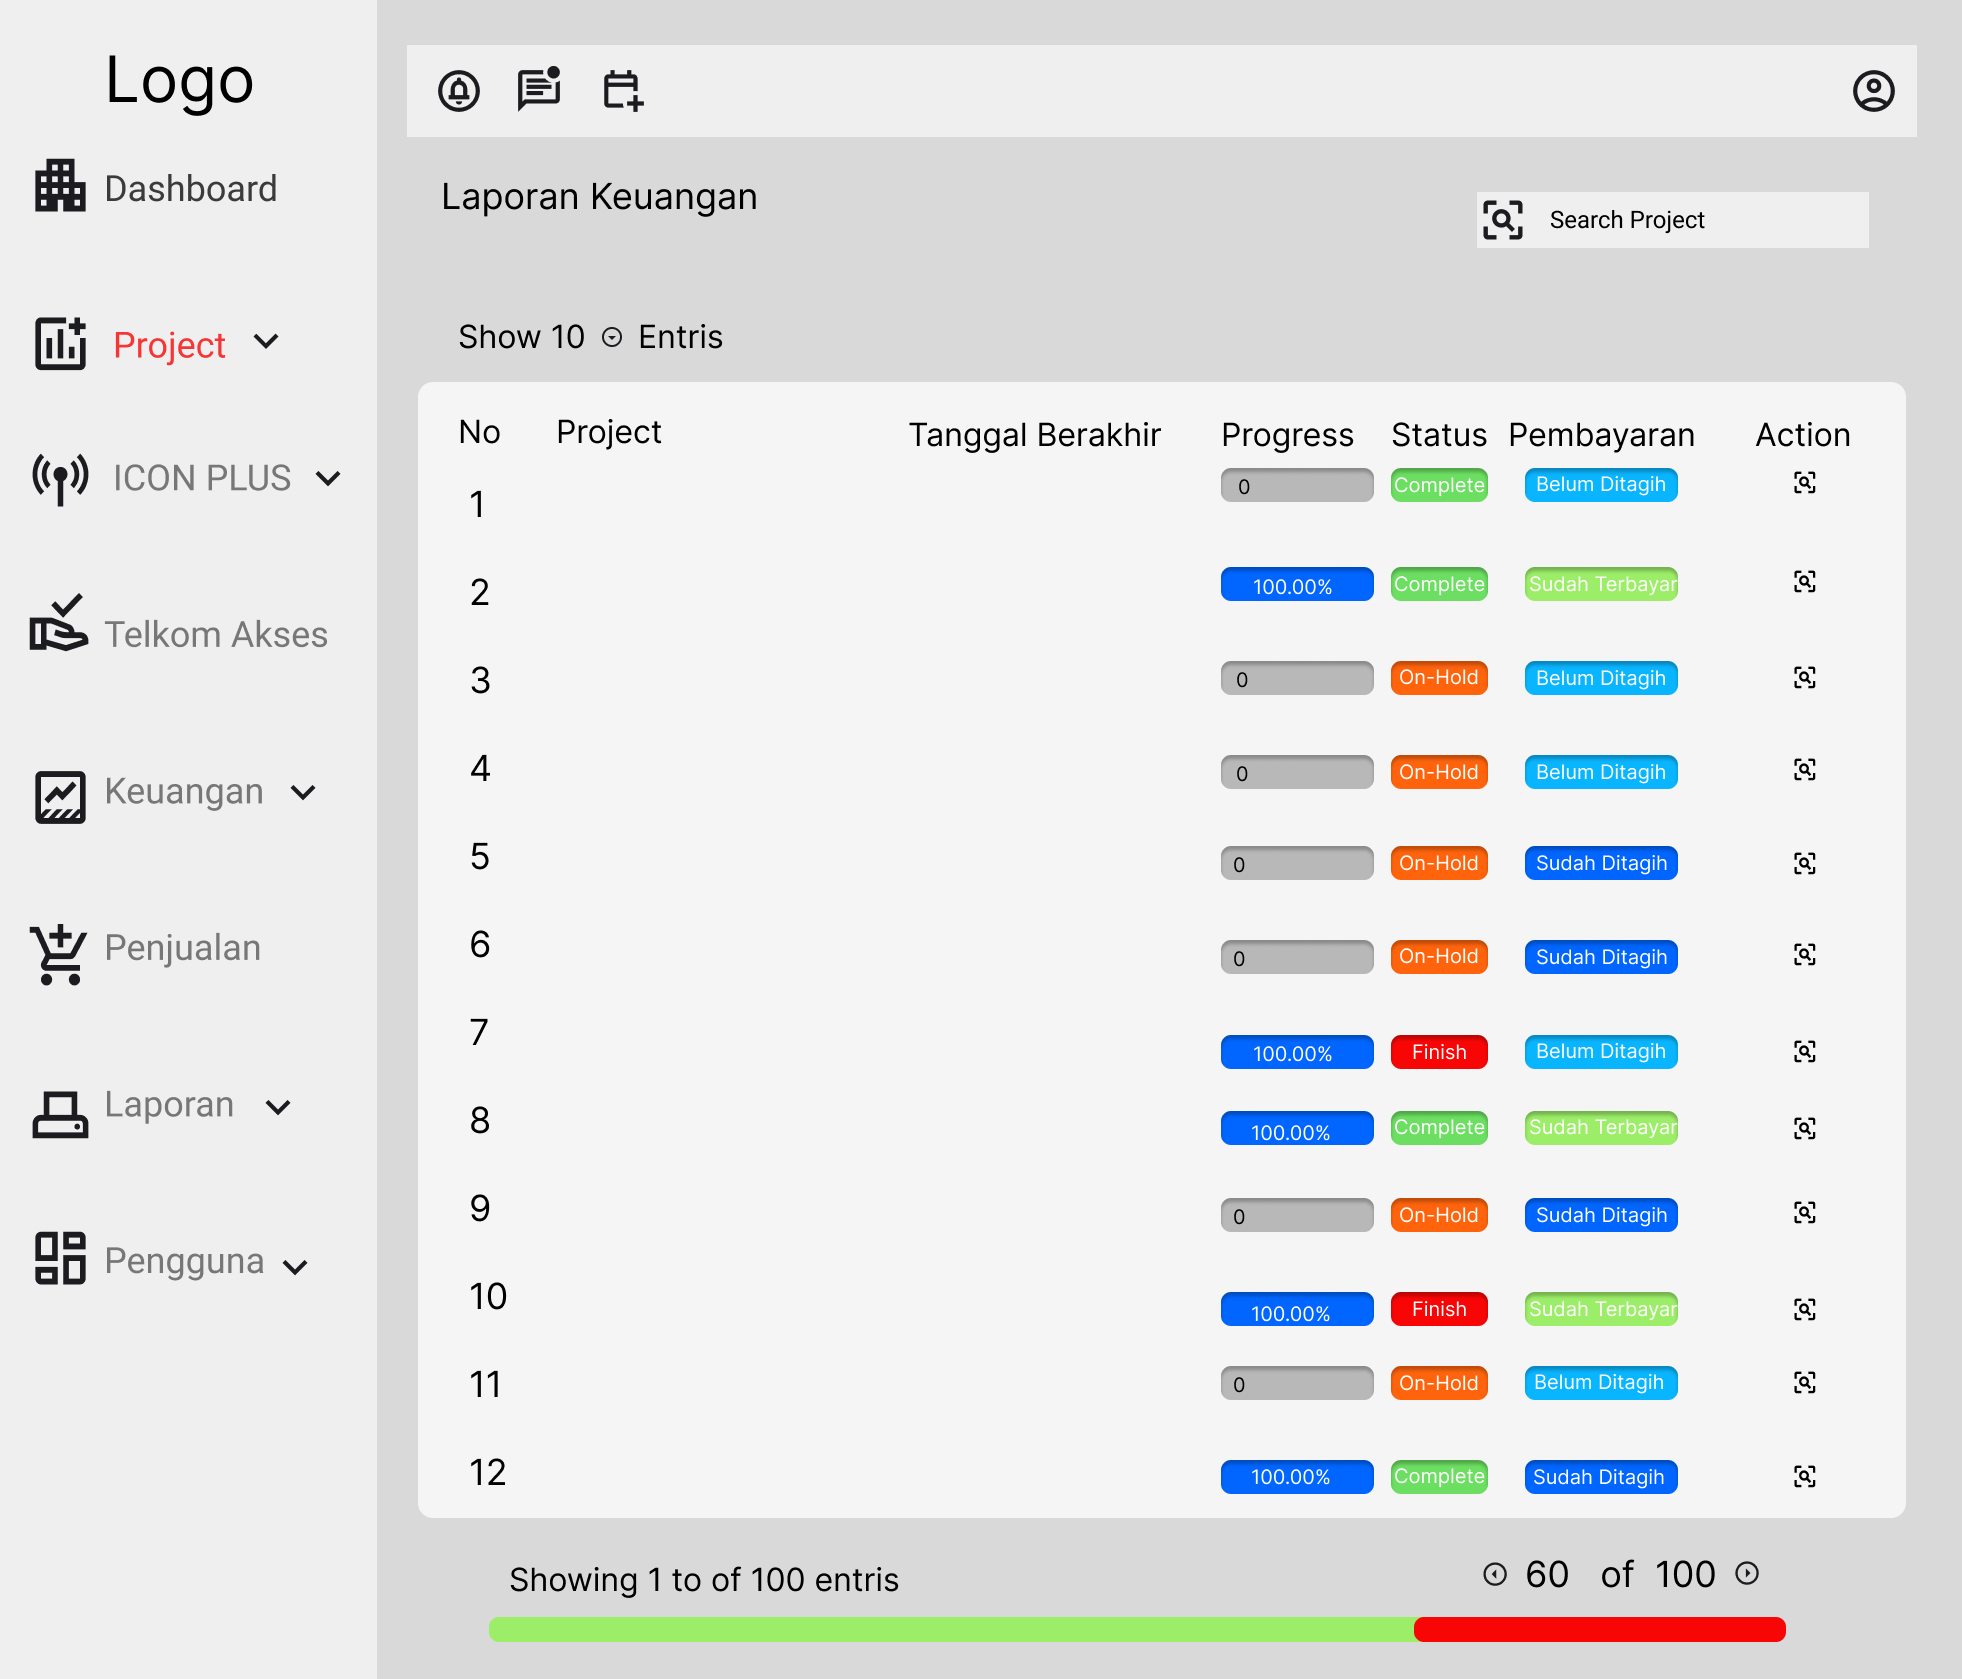 Logo
Dashboard
Project
ICON PLUS
Telkom Akses
Keuangan
Penjualan
Laporan
Pengguna
Laporan Keuangan
Search Project
Show 10 Entris
No Project Tanggal Berakhir Progress Status Pembayaran Action
1 0 Complete Belum Ditagih
2 100.00% Complete Sudah Terbayar
3 0 On-Hold Belum Ditagih
4 0 On-Hold Belum Ditagih
5 0 On-Hold Sudah Ditagih
6 0 On-Hold Sudah Ditagih
7 100.00% Finish Belum Ditagih
8 100.00% Complete Sudah Terbayar
9 0 On-Hold Sudah Ditagih
10 100.00% Finish Sudah Terbayar
11 0 On-Hold Belum Ditagih
12 100.00% Complete Sudah Ditagih
Showing 1 to of 100 entris
60 of 100